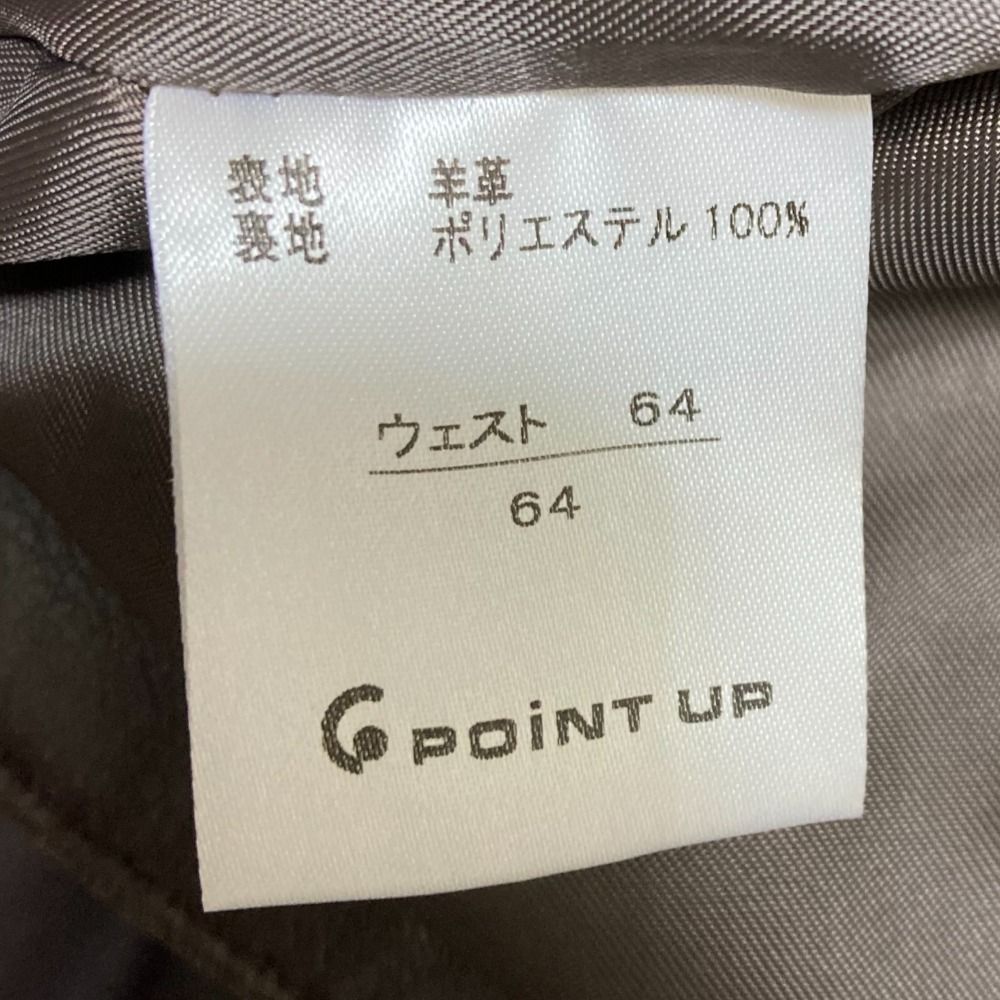 表地 羊革
裏地 ポリエステル 100%
ウェスト 64
64
POiNT UP